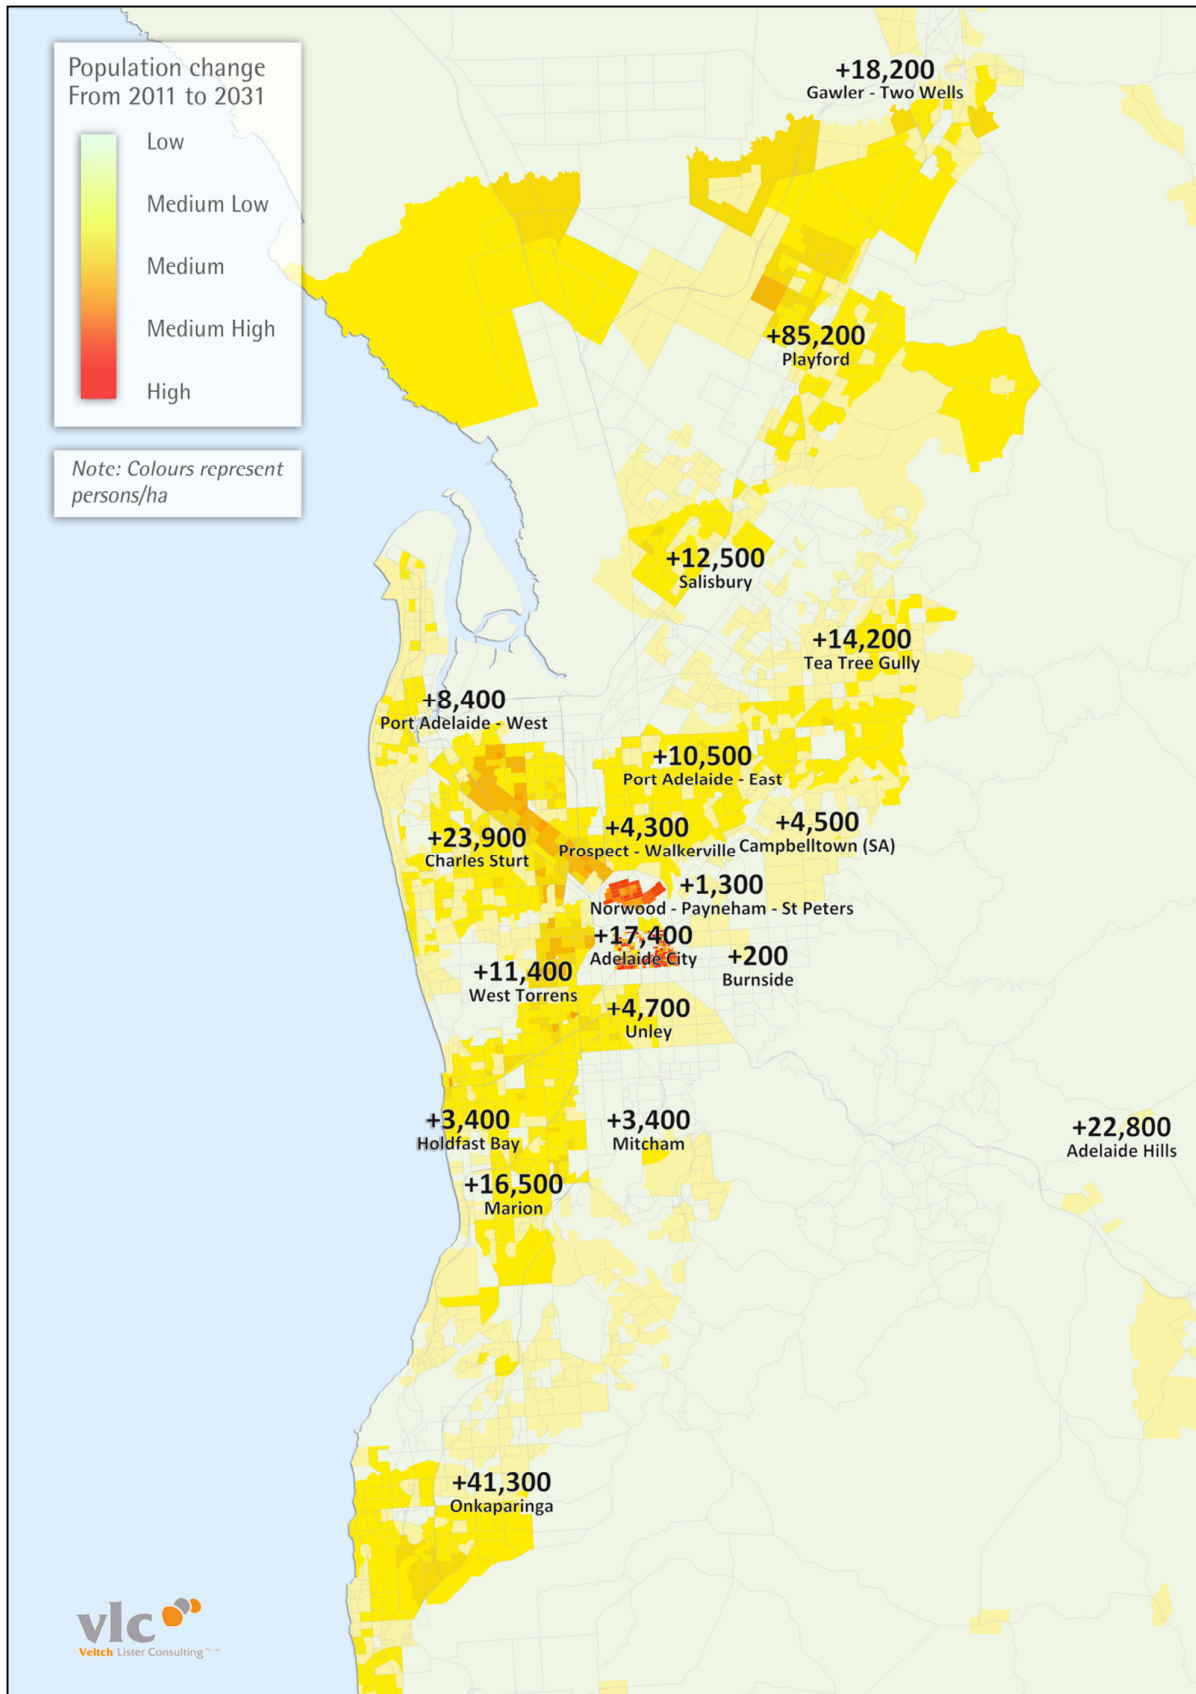 Population change
From 2011 to 2031
Low
Medium Low
Medium
Medium High
High
Note: Colours represent
persons/ha
+18,200
Gawler - Two Wells
+85,200
Playford
+12,500
Salisbury
+14,200
Tea Tree Gully
+8,400
Port Adelaide - West
+10,500
Port Adelaide - East
+23,900
Charles Sturt
+4,300
Prospect - Walkerville
+4,500
Campbelltown (SA)
+1,300
Norwood - Payneham - St Peters
+17,400
Adelaide City
+200
Burnside
+11,400
West Torrens
+4,700
Unley
+3,400
Holdfast Bay
+3,400
Mitcham
+22,800
Adelaide Hills
+16,500
Marion
+41,300
Onkaparinga
vlc
Veitch Lister Consulting